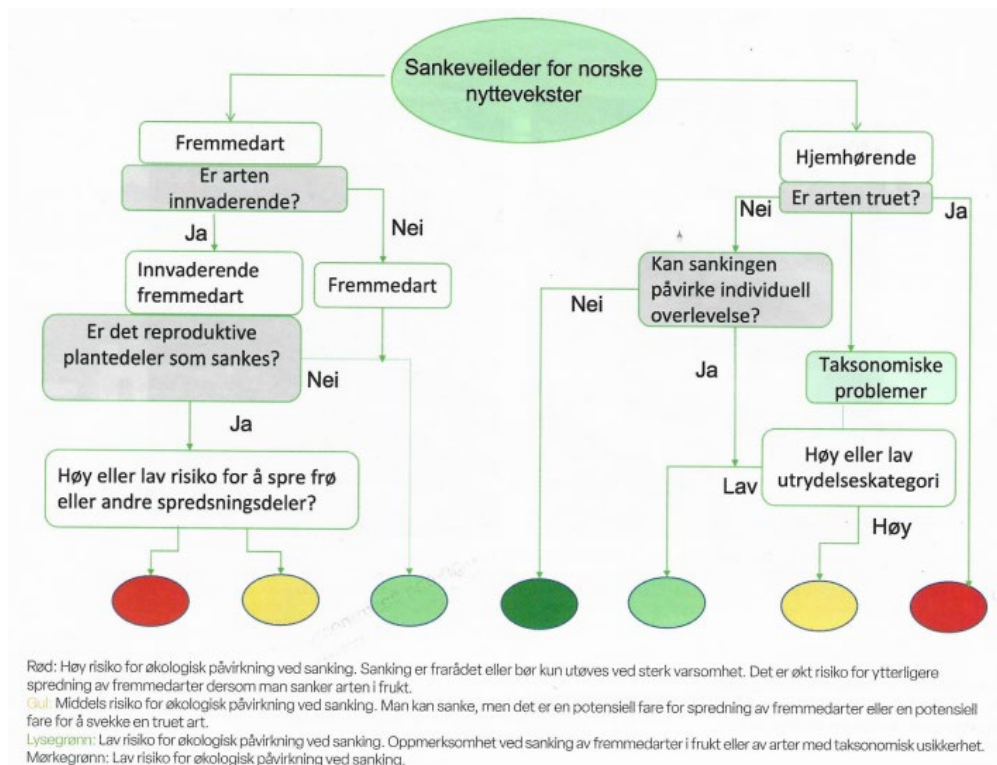 Sankeveileder for norske
nyttevekster
Fremmedart
Er arten
innvaderende?
Ja
Nei
Innvaderende
fremmedart
Fremmedart
Er det reproduktive
plantedeler som sankes?
Nei
Ja
Høy eller lav risiko for å spre frø
eller andre spredsningsdeler?
Hjemhørende
Er arten truet?
Nei
Ja
Kan sankingen
påvirke individuell
overlevelse?
Nei
Ja
Taksonomiske
problemer
Høy eller lav
utrydelseskategori
Lav
Høy
Rød: Høy risiko for økologisk påvirkning ved sanking. Sanking er frarådet eller bør kun utøves ved sterk varsomhet. Det er økt risiko for ytterligere
spredning av fremmedarter dersom man sanker arten i frukt.
Gul: Middels risiko for økologisk påvirkning ved sanking. Man kan sanke, men det er en potensiell fare for spredning av fremmedarter eller en potensiell
fare for å svekke en truet art.
Lysegrønn: Lav risiko for økologisk påvirkning ved sanking. Oppmerksomhet ved sanking av fremmedarter i frukt eller av arter med taksonomisk usikkerhet.
Mørkegrønn: Lav risiko for økologisk påvirkning ved sanking.